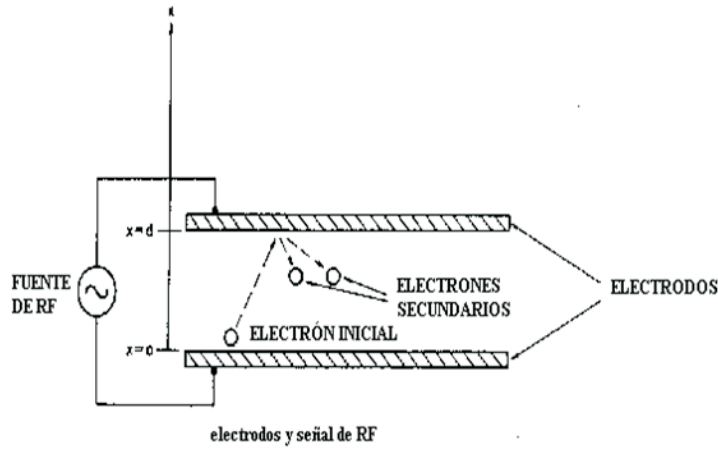 x
x=d
FUENTE
DE RF
ELECTRONES
SECUNDARIOS
ELECTRODOS
ELECTRÓN INICIAL
x=o
electrodos y señal de RF